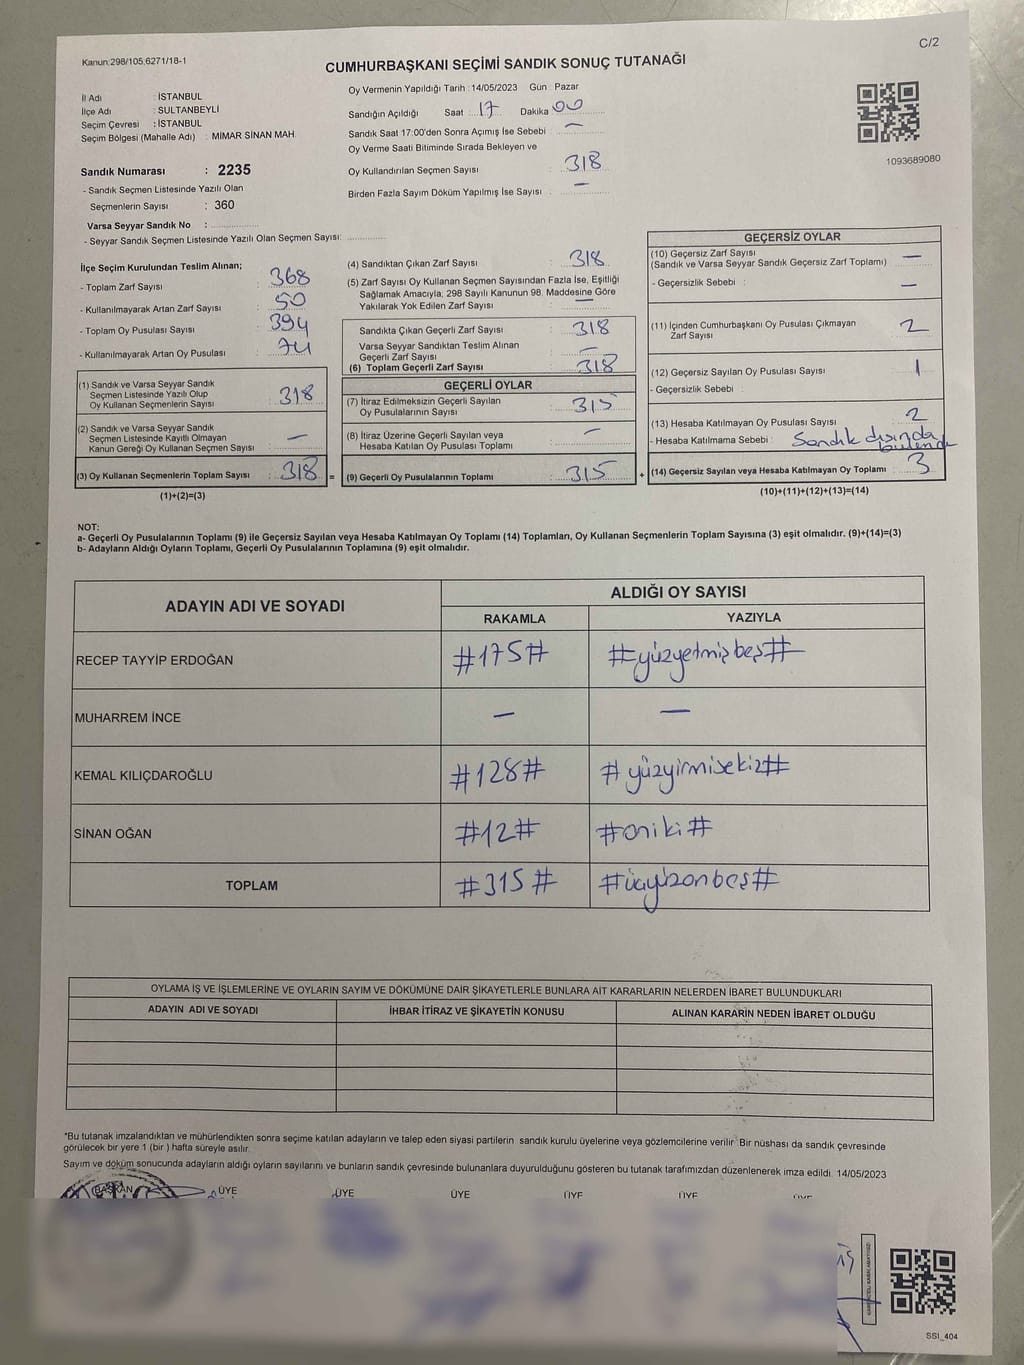 C/2
Kanun:298/105,6271/18-1
CUMHURBAŞKANI SEÇİMİ SANDIK SONUÇ TUTANAĞI
İl Adı : İSTANBUL
İlçe Adı : SULTANBEYLİ
Seçim Çevresi : İSTANBUL
Seçim Bölgesi (Mahalle Adı) : MİMAR SİNAN MAH.
Sandık Numarası : 2235
- Sandık Seçmen Listesinde Yazılı Olan
Seçmenlerin Sayısı : 360
Varsa Seyyar Sandık No :
- Seyyar Sandık Seçmen Listesinde Yazılı Olan Seçmen Sayısı:
Oy Vermenin Yapıldığı Tarih : 14/05/2023 Gün : Pazar
Sandığın Açıldığı Saat : 17 Dakika : 00
Sandık Saat 17:00'den Sonra Açımış İse Sebebi : —
Oy Verme Saati Bitiminde Sırada Bekleyen ve
Oy Kullandırılan Seçmen Sayısı : 318
Birden Fazla Sayım Döküm Yapılmış İse Sayısı : —
1093689080
İlçe Seçim Kurulundan Teslim Alınan;
- Toplam Zarf Sayısı : 368
- Kullanılmayarak Artan Zarf Sayısı : 50
- Toplam Oy Pusulası Sayısı : 394
- Kullanılmayarak Artan Oy Pusulası : 74
(1) Sandık ve Varsa Seyyar Sandık
Seçmen Listesinde Yazılı Olup
Oy Kullanan Seçmenlerin Sayısı : 318
(2) Sandık ve Varsa Seyyar Sandık
Seçmen Listesinde Kayıtlı Olmayan
Kanun Gereği Oy Kullanan Seçmen Sayısı : —
(3) Oy Kullanan Seçmenlerin Toplam Sayısı : 318 =
(1)+(2)=(3)
(4) Sandıktan Çıkan Zarf Sayısı : 318
(5) Zarf Sayısı Oy Kullanan Seçmen Sayısından Fazla İse, Eşitliği
Sağlamak Amacıyla; 298 Sayılı Kanunun 98. Maddesine Göre
Yakılarak Yok Edilen Zarf Sayısı : —
Sandıkta Çıkan Geçerli Zarf Sayısı : 318
Varsa Seyyar Sandıktan Teslim Alınan
Geçerli Zarf Sayısı : —
(6) Toplam Geçerli Zarf Sayısı : 318
GEÇERLİ OYLAR
(7) İtiraz Edilmeksizin Geçerli Sayılan
Oy Pusulalarının Sayısı : 315
(8) İtiraz Üzerine Geçerli Sayılan veya
Hesaba Katılan Oy Pusulası Toplamı : —
(9) Geçerli Oy Pusulalarının Toplamı : 315 +
GEÇERSİZ OYLAR
(10) Geçersiz Zarf Sayısı
(Sandık ve Varsa Seyyar Sandık Geçersiz Zarf Toplamı) : —
- Geçersizlik Sebebi : —
(11) İçinden Cumhurbaşkanı Oy Pusulası Çıkmayan
Zarf Sayısı : 2
(12) Geçersiz Sayılan Oy Pusulası Sayısı : 1
- Geçersizlik Sebebi :
(13) Hesaba Katılmayan Oy Pusulası Sayısı : 2
- Hesaba Katılmama Sebebi : Sandık dışında
(14) Geçersiz Sayılan veya Hesaba Katılmayan Oy Toplamı : 3
(10)+(11)+(12)+(13)=(14)
NOT:
a- Geçerli Oy Pusulalarının Toplamı (9) ile Geçersiz Sayılan veya Hesaba Katılmayan Oy Toplamı (14) Toplamları, Oy Kullanan Seçmenlerin Toplam Sayısına (3) eşit olmalıdır. (9)+(14)=(3)
b- Adayların Aldığı Oyların Toplamı, Geçerli Oy Pusulalarının Toplamına (9) eşit olmalıdır.
ADAYIN ADI VE SOYADI ALDIĞI OY SAYISI
RAKAMLA YAZIYLA
RECEP TAYYİP ERDOĞAN #175# #yüzyetmişbeş#
MUHARREM İNCE — —
KEMAL KILIÇDAROĞLU #128# #yüzyirmisekiz#
SİNAN OĞAN #12# #oniki#
TOPLAM #315# #üçyüzonbeş#
OYLAMA İŞ VE İŞLEMLERİNE VE OYLARIN SAYIM VE DÖKÜMÜNE DAİR ŞİKAYETLERLE BUNLARA AİT KARARLARIN NELERDEN İBARET BULUNDUKLARI
ADAYIN ADI VE SOYADI İHBAR İTİRAZ VE ŞİKAYETİN KONUSU ALINAN KARARIN NEDEN İBARET OLDUĞU
*Bu tutanak imzalandıktan ve mühürlendikten sonra seçime katılan adayların ve talep eden siyasi partilerin sandık kurulu üyelerine veya gözlemcilerine verilir. Bir nüshası da sandık çevresinde
görülecek bir yere 1 (bir ) hafta süreyle asılır.
Sayım ve döküm sonucunda adayların aldığı oyların sayılarını ve bunların sandık çevresinde bulunanlara duyurulduğunu gösteren bu tutanak tarafımızdan düzenlenerek imza edildi. 14/05/2023
BAŞKAN ÜYE ÜYE ÜYE ÜYE ÜYE ÜYE
SSI_404